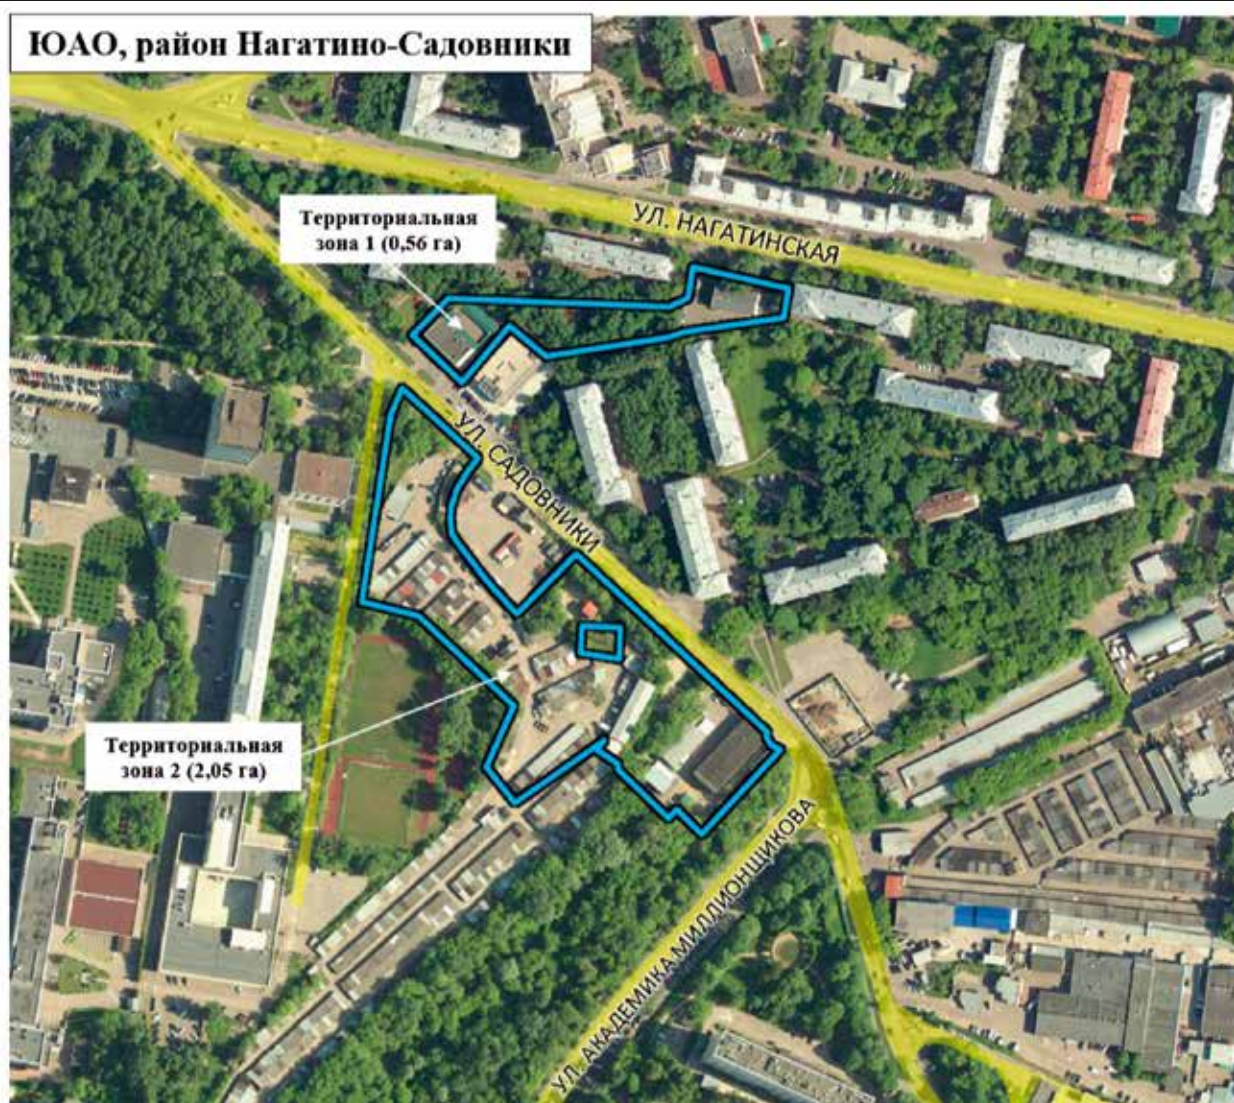 ЮАО, район Нагатино-Садовники
Территориальная
зона 1 (0,56 га)
УЛ. НАГАТИНСКАЯ
УЛ. САДОВНИКИ
Территориальная
зона 2 (2,05 га)
УЛ. АКАДЕМИКА МИЛЛИОНЩИКОВА